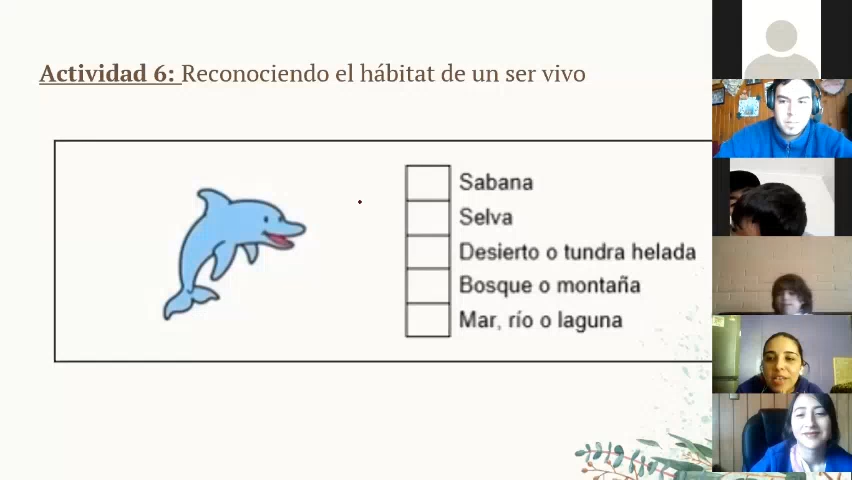 Actividad 6: Reconociendo el hábitat de un ser vivo
Sabana
Selva
Desierto o tundra helada
Bosque o montaña
Mar, río o laguna